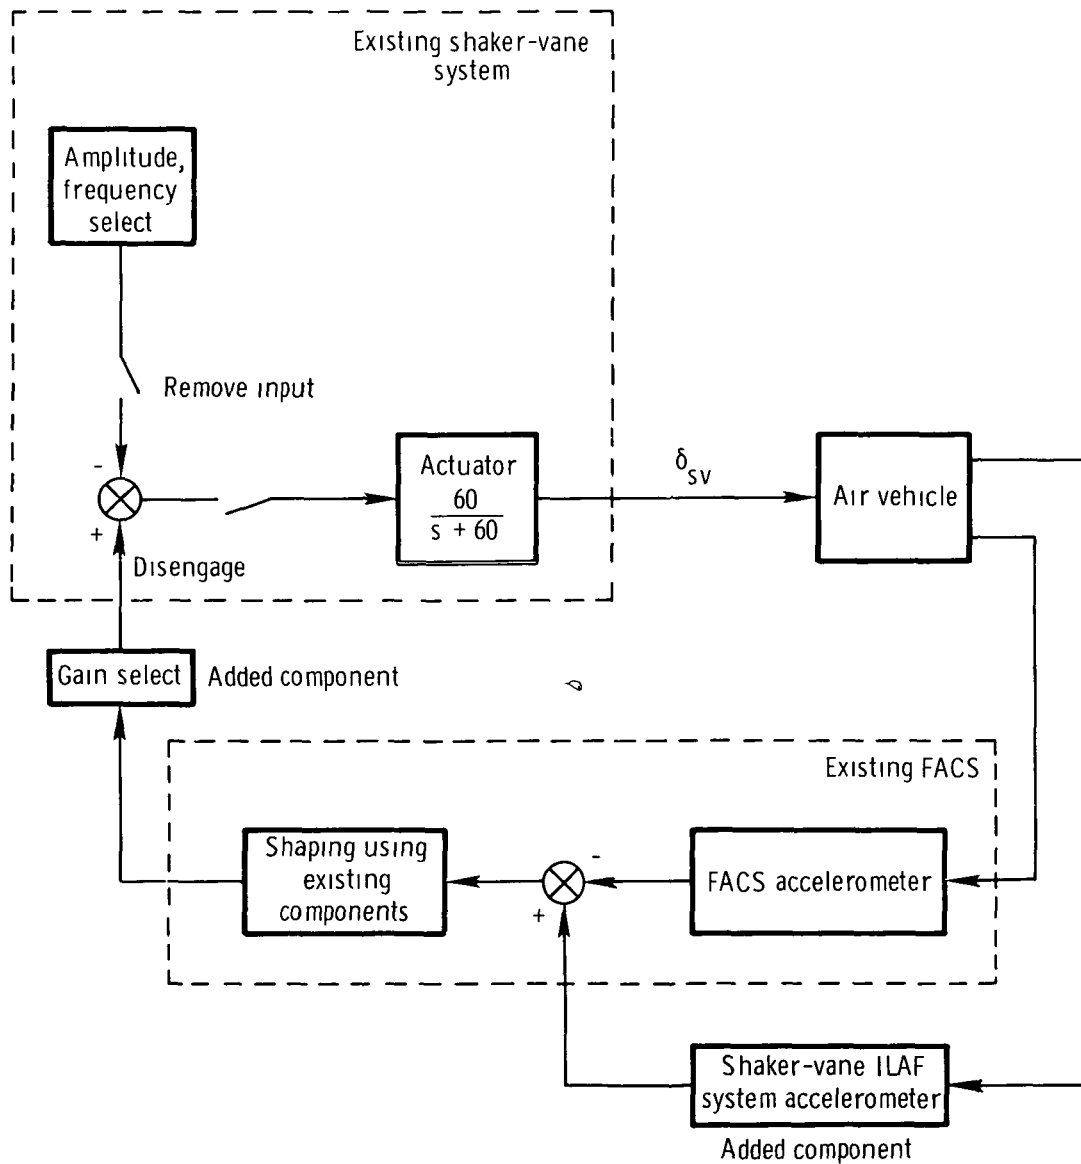 Existing shaker-vane
system
Amplitude,
frequency
select
Remove input
-
+
Disengage
Actuator
60
s + 60
δsv
Air vehicle
Gain select
Added component
Existing FACS
Shaping using
existing
components
-
+
FACS accelerometer
Shaker-vane ILAF
system accelerometer
Added component